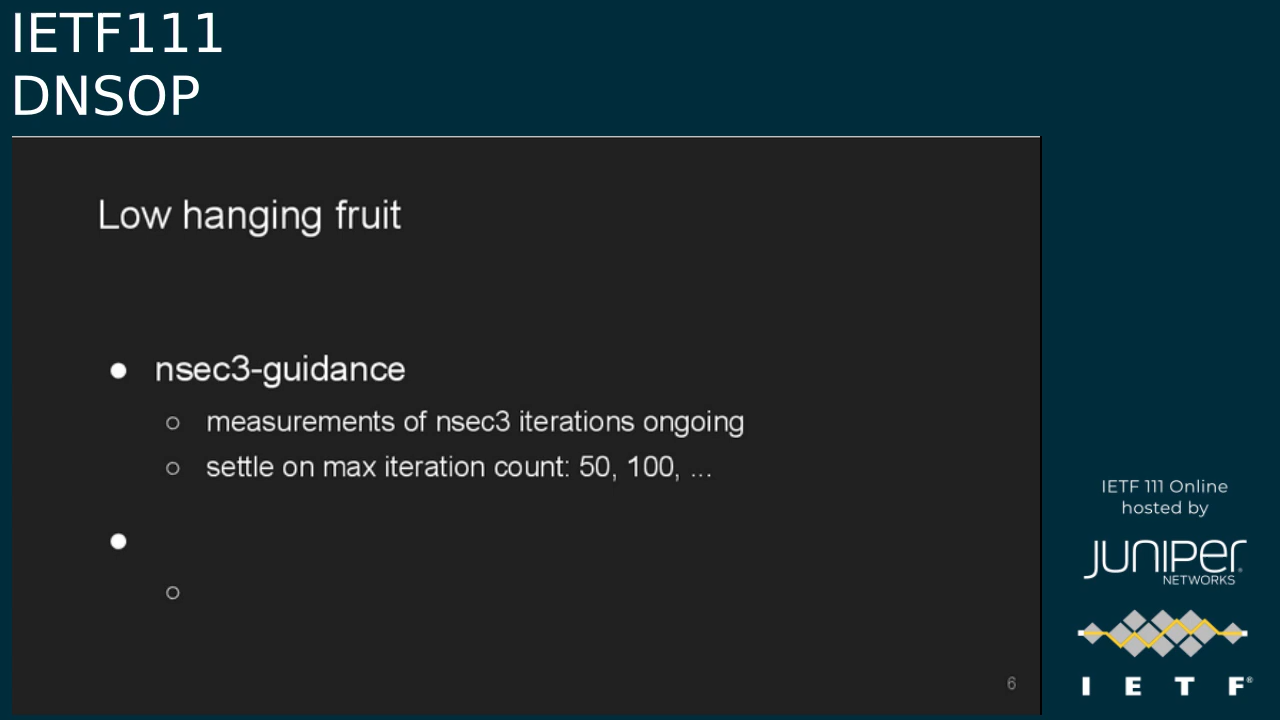 IETF111
DNSOP
Low hanging fruit
● nsec3-guidance
○ measurements of nsec3 iterations ongoing
○ settle on max iteration count: 50, 100, ...
●
○
6
IETF 111 Online
hosted by
JUNIPER
NETWORKS
I E T F®